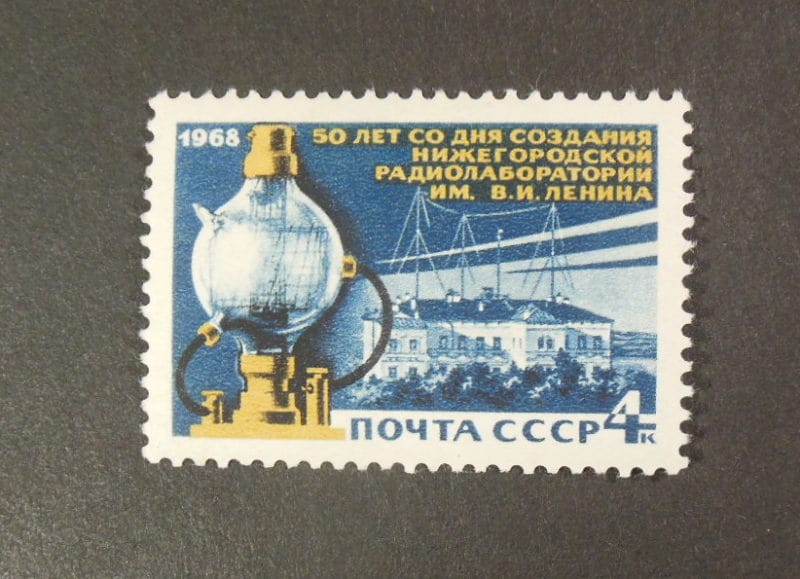 1968
50 ЛЕТ СО ДНЯ СОЗДАНИЯ
НИЖЕГОРОДСКОЙ
РАДИОЛАБОРАТОРИИ
ИМ. В.И.ЛЕНИНА
ПОЧТА СССР 4К